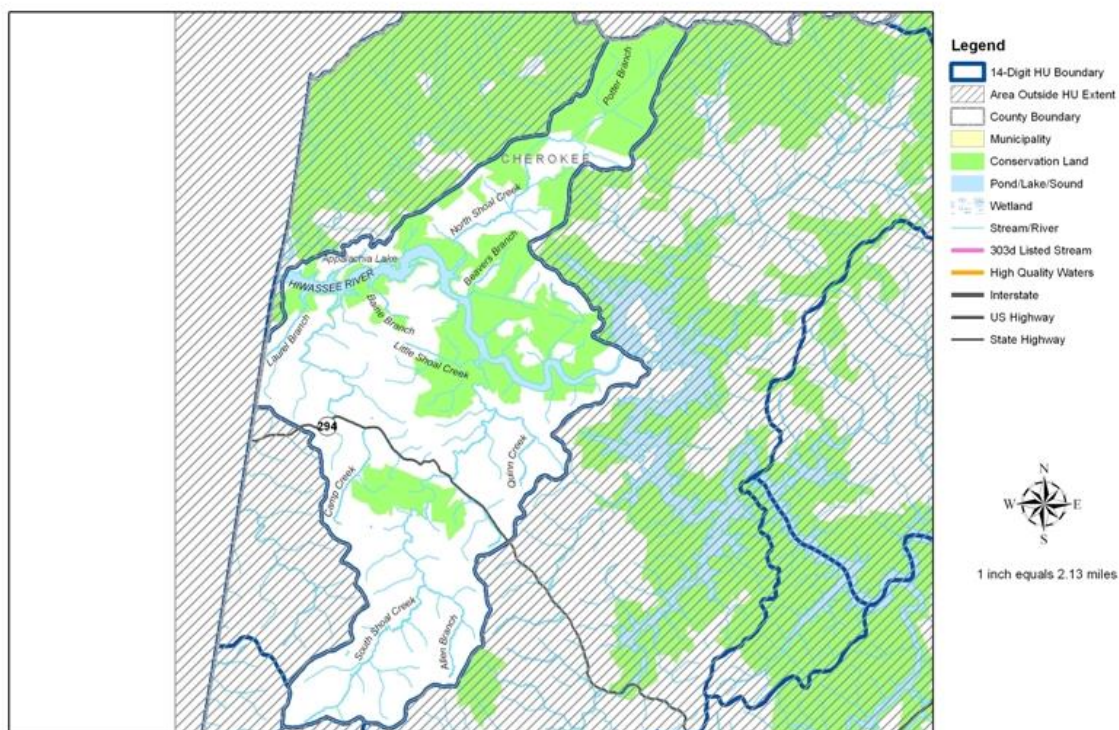 Potter Branch
CHEROKEE
North Shoal Creek
Beavers Branch
Appalachia Lake
HIWASSEE RIVER
Laurel Branch
Little Shoal Creek
294
Camp Creek
Quinn Creek
South Shoal Creek
Allen Branch
Legend
14-Digit HU Boundary
Area Outside HU Extent
County Boundary
Municipality
Conservation Land
Pond/Lake/Sound
Wetland
Stream/River
303d Listed Stream
High Quality Waters
Interstate
US Highway
State Highway
N
W
E
S
1 inch equals 2.13 miles